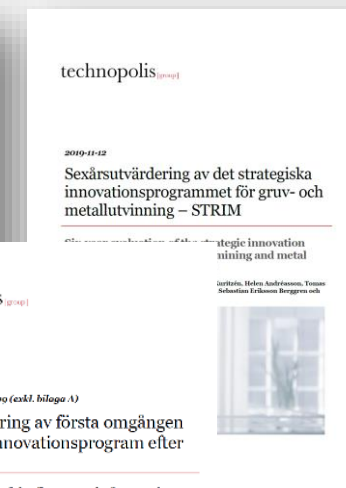 technopolis [group]
2019-11-12
Sexårsutvärdering av det strategiska
innovationsprogrammet för gruv- och
metallutvinning – STRIM
Six-year evaluation of the strategic innovation
mining and metal
Helen Andréasson, Tomas
Sebastian Eriksson Berggren och
s [group]
09 (exkl. bilaga A)
ring av första omgången
nnovationsprogram efter